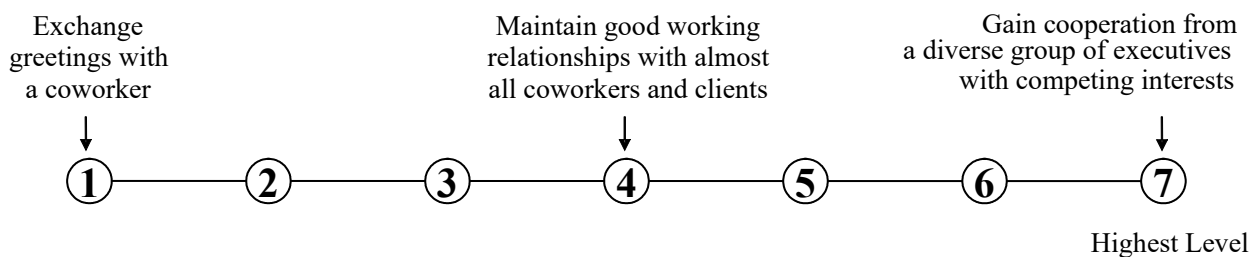 Exchange
greetings with
a coworker
Maintain good working
relationships with almost
all coworkers and clients
Gain cooperation from
a diverse group of executives
with competing interests
1 2 3 4 5 6 7
Highest Level